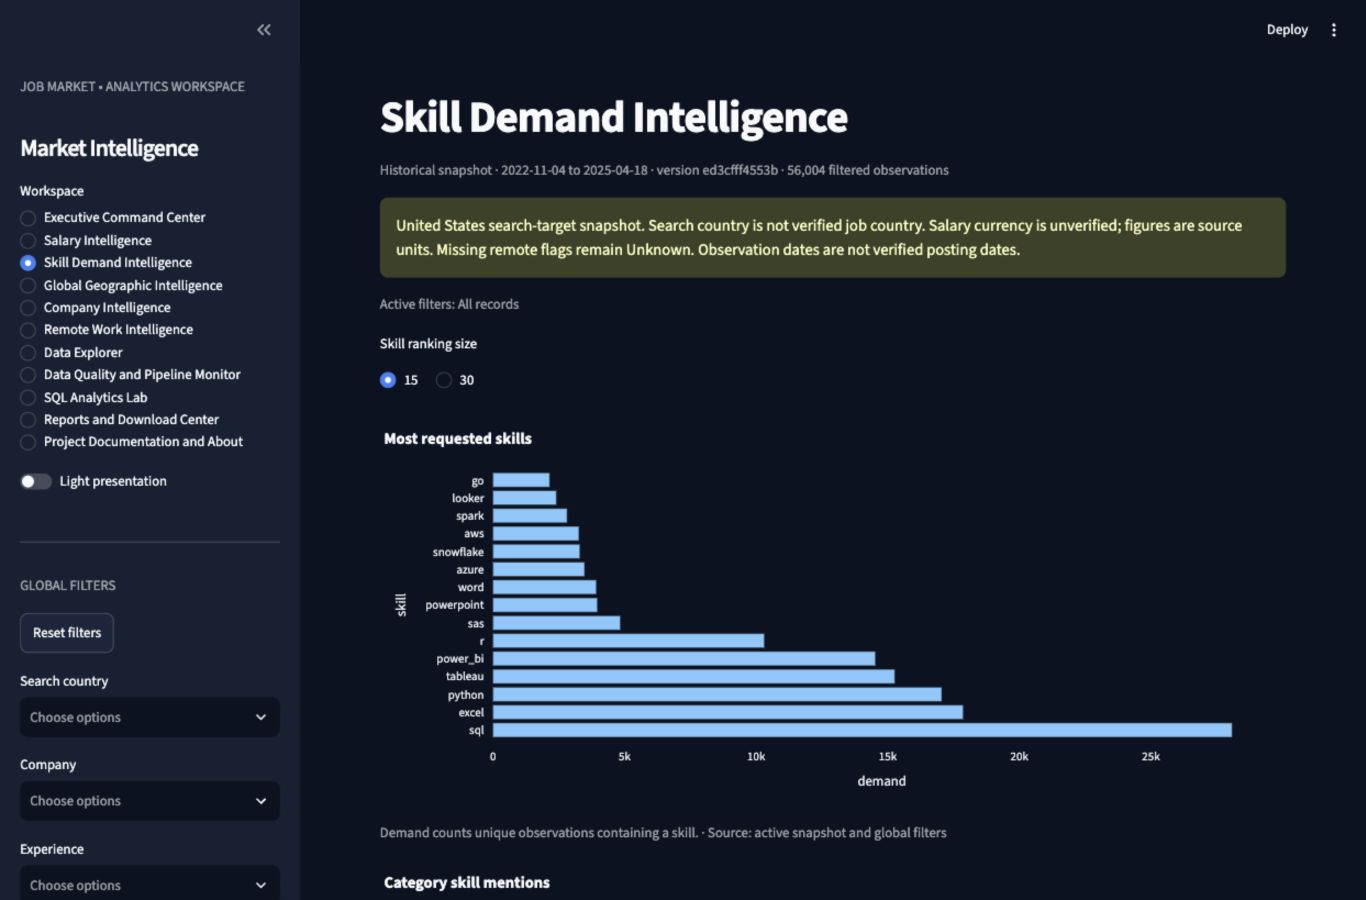 Deploy
JOB MARKET • ANALYTICS WORKSPACE
Market Intelligence
Workspace
Executive Command Center
Salary Intelligence
Skill Demand Intelligence
Global Geographic Intelligence
Company Intelligence
Remote Work Intelligence
Data Explorer
Data Quality and Pipeline Monitor
SQL Analytics Lab
Reports and Download Center
Project Documentation and About
Light presentation
GLOBAL FILTERS
Reset filters
Search country
Choose options
Company
Choose options
Experience
Choose options
Skill Demand Intelligence
Historical snapshot · 2022-11-04 to 2025-04-18 · version ed3cfff4553b · 56,004 filtered observations
United States search-target snapshot. Search country is not verified job country. Salary currency is unverified; figures are source
units. Missing remote flags remain Unknown. Observation dates are not verified posting dates.
Active filters: All records
Skill ranking size
15 30
Most requested skills
skill
go
looker
spark
aws
snowflake
azure
word
powerpoint
sas
r
power_bi
tableau
python
excel
sql
0 5k 10k 15k 20k 25k
demand
Demand counts unique observations containing a skill. · Source: active snapshot and global filters
Category skill mentions